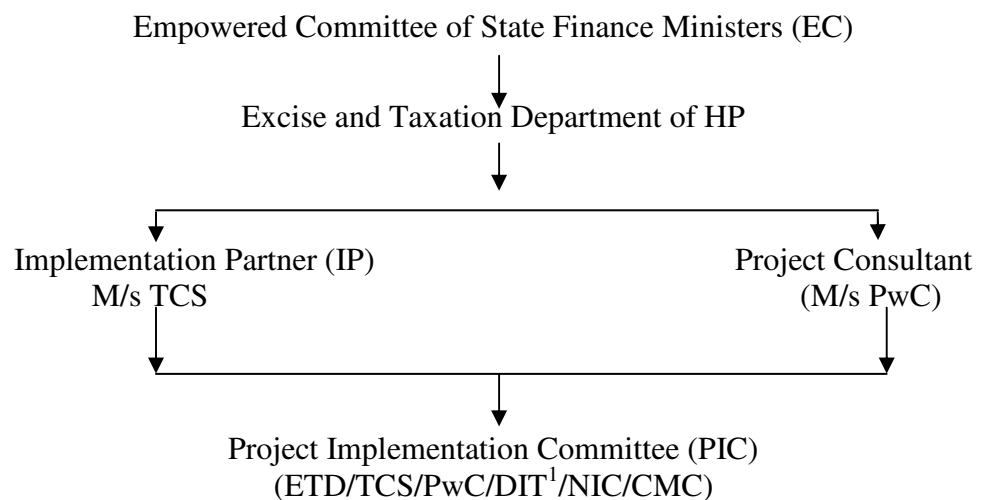 Empowered Committee of State Finance Ministers (EC)
Excise and Taxation Department of HP
Implementation Partner (IP)
M/s TCS
Project Consultant
(M/s PwC)
Project Implementation Committee (PIC)
(ETD/TCS/PwC/DIT¹/NIC/CMC)